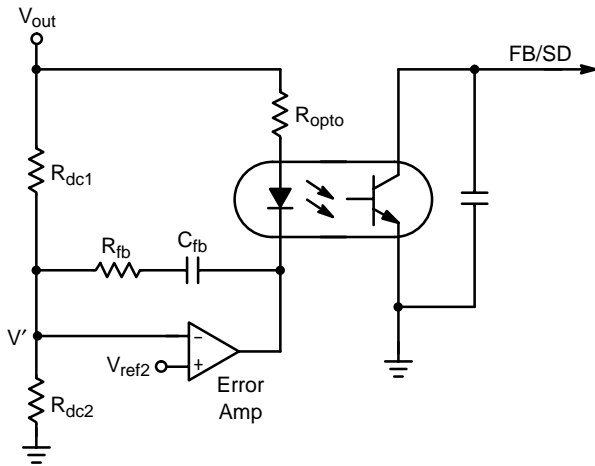 Vout
FB/SD
Ropto
Rdc1
Rfb
Cfb
V′
−
Vref2
+
Error
Amp
Rdc2